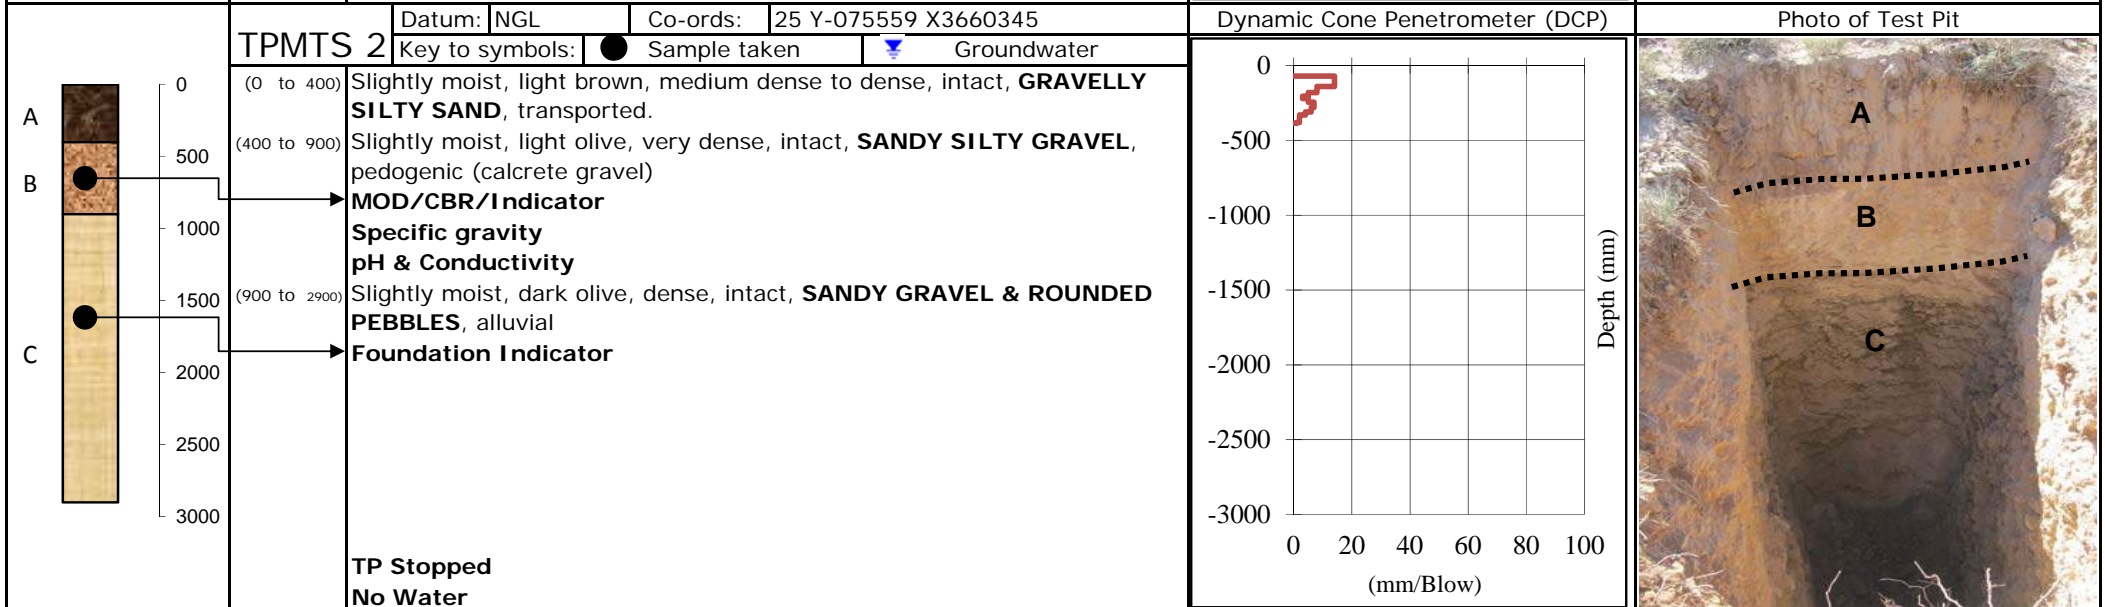 TPMTS 2
Datum: NGL Co-ords: 25 Y-075559 X3660345
Key to symbols: Sample taken Groundwater
Dynamic Cone Penetrometer (DCP)
Photo of Test Pit
A
B
C
0
500
1000
1500
2000
2500
3000
(0 to 400) Slightly moist, light brown, medium dense to dense, intact, GRAVELLY
SILTY SAND, transported.
(400 to 900) Slightly moist, light olive, very dense, intact, SANDY SILTY GRAVEL,
pedogenic (calcrete gravel)
MOD/CBR/Indicator
Specific gravity
pH & Conductivity
(900 to 2900) Slightly moist, dark olive, dense, intact, SANDY GRAVEL & ROUNDED
PEBBLES, alluvial
Foundation Indicator
TP Stopped
No Water
0
-500
-1000
-1500
-2000
-2500
-3000
0 20 40 60 80 100
(mm/Blow)
Depth (mm)
A
B
C